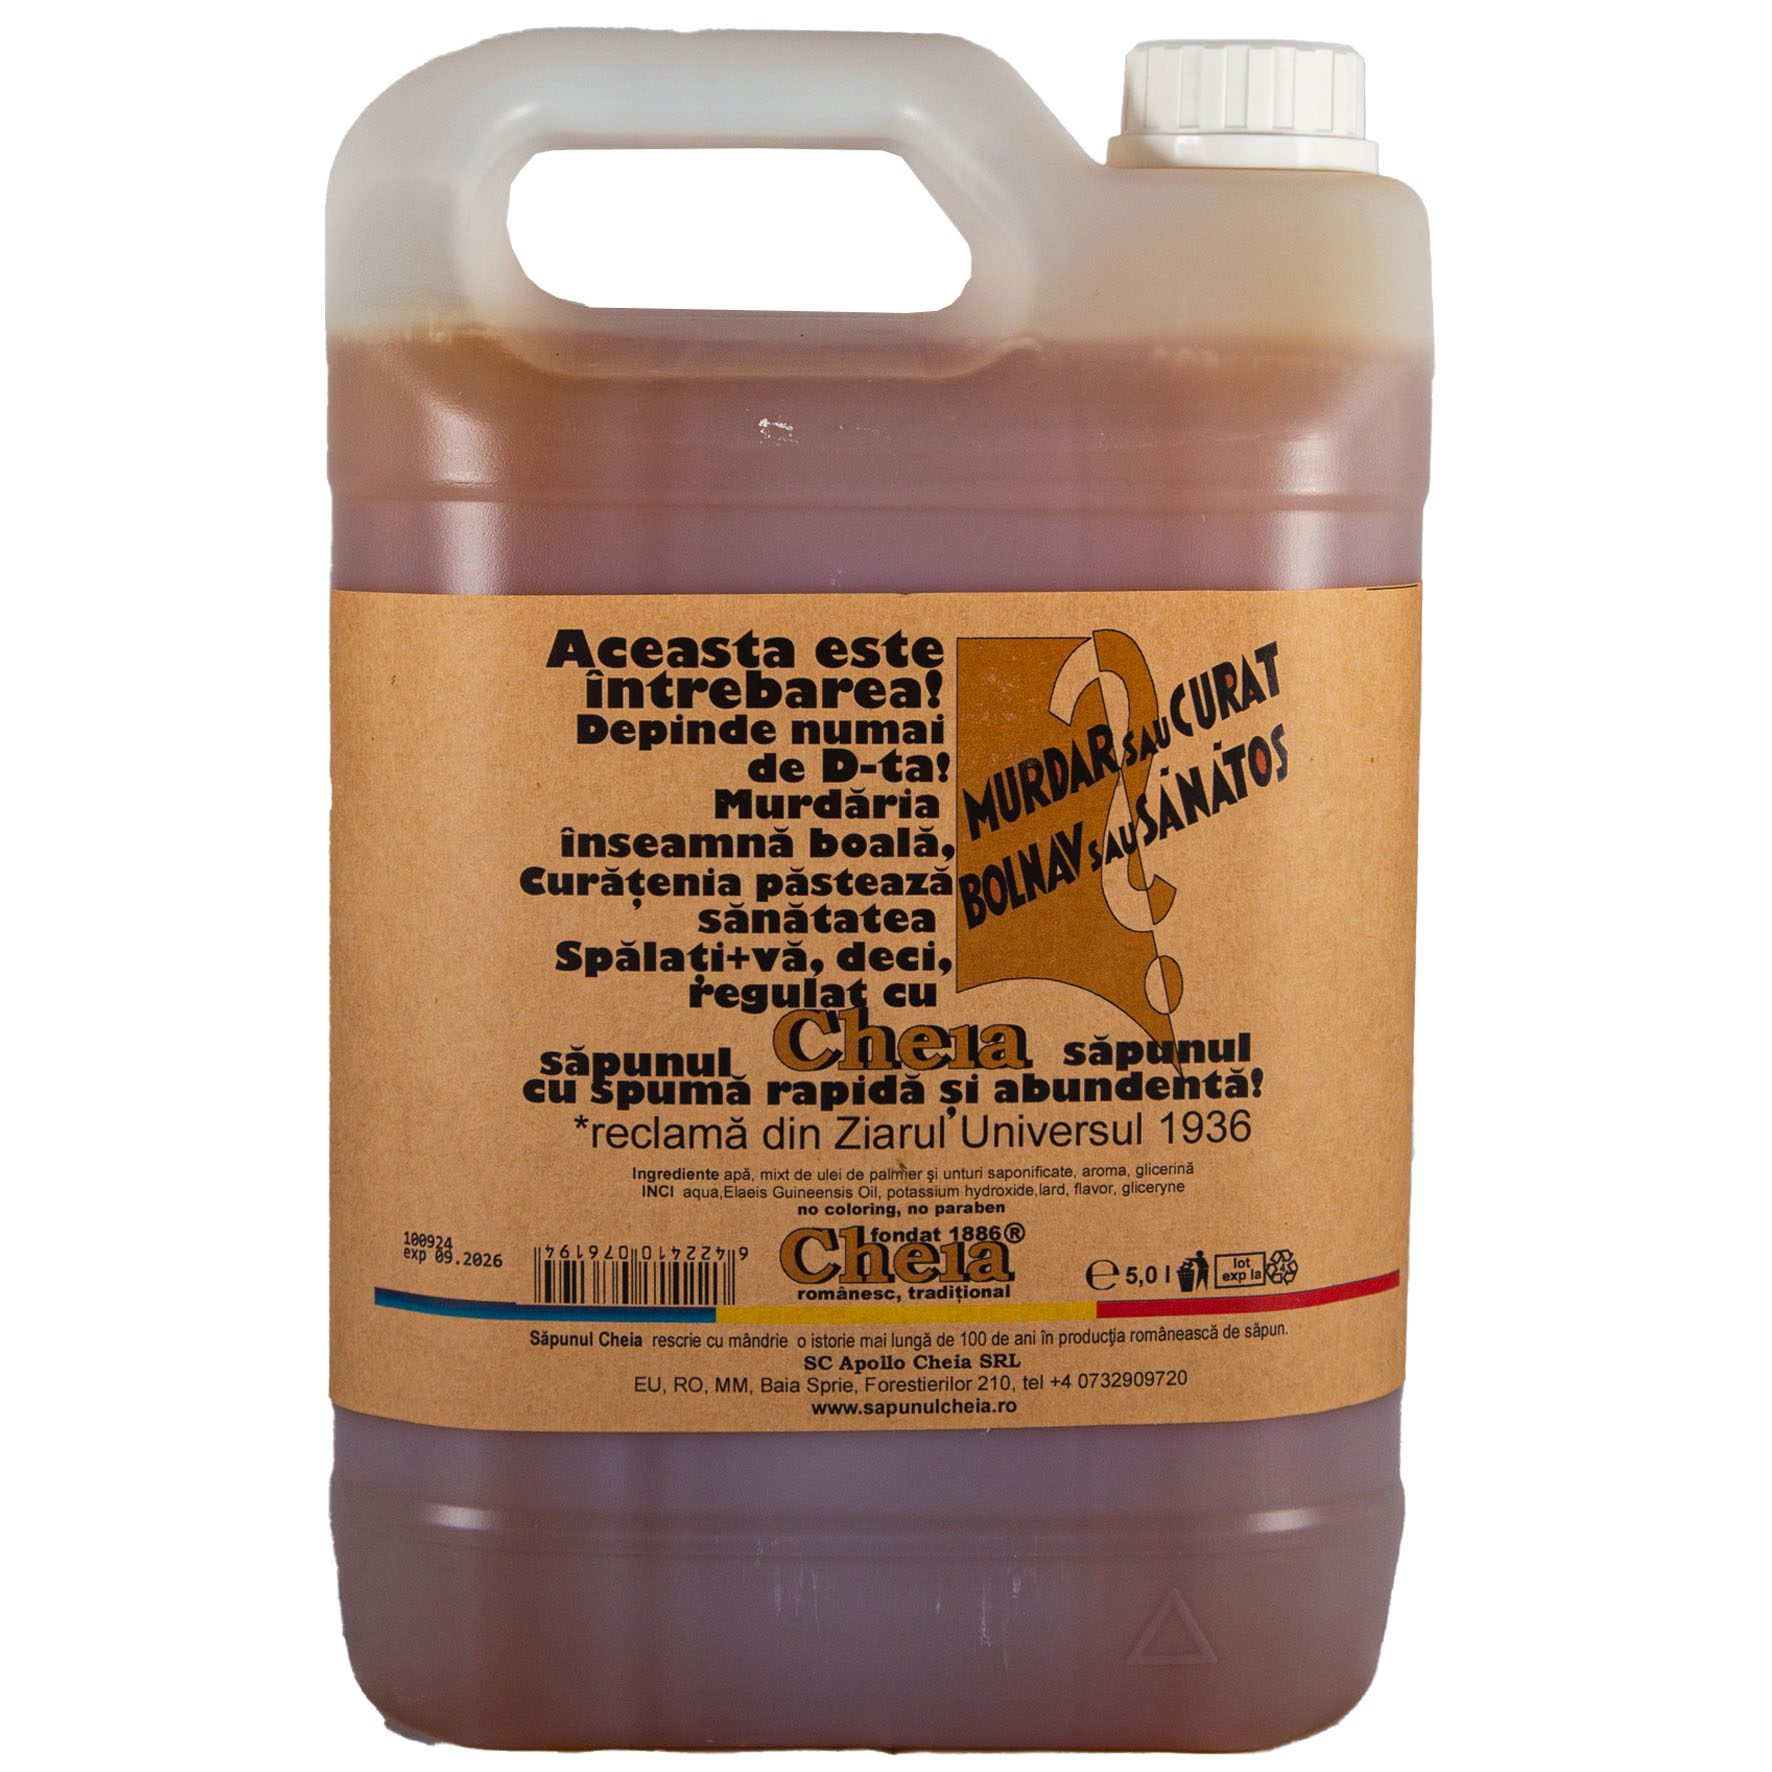 Aceasta este
întrebarea!
Depinde numai
de D-ta!
Murdăria
înseamnă boală,
Curățenia păstează
sănătatea
Spălați+vă, deci,
regulat cu
MURDAR SAU CURAT
BOLNAV SAU SĂNĂTOS
?
săpunul Cheia săpunul
cu spumă rapidă și abundentă!
*reclamă din Ziarul Universul 1936
Ingrediente apă, mixt de ulei de palmier și unturi saponificate, aroma, glicerină
INCI aqua,Elaeis Guineensis Oil, potassium hydroxide,lard, flavor, gliceryne
no coloring, no paraben
100924
exp 09.2026
6422410076194
fondat 1886®
Cheia
românesc, tradițional
e 5,0 l
lot
exp la
Săpunul Cheia rescrie cu mândrie o istorie mai lungă de 100 de ani în producția românească de săpun.
SC Apollo Cheia SRL
EU, RO, MM, Baia Sprie, Forestierilor 210, tel +4 0732909720
www.sapunulcheia.ro